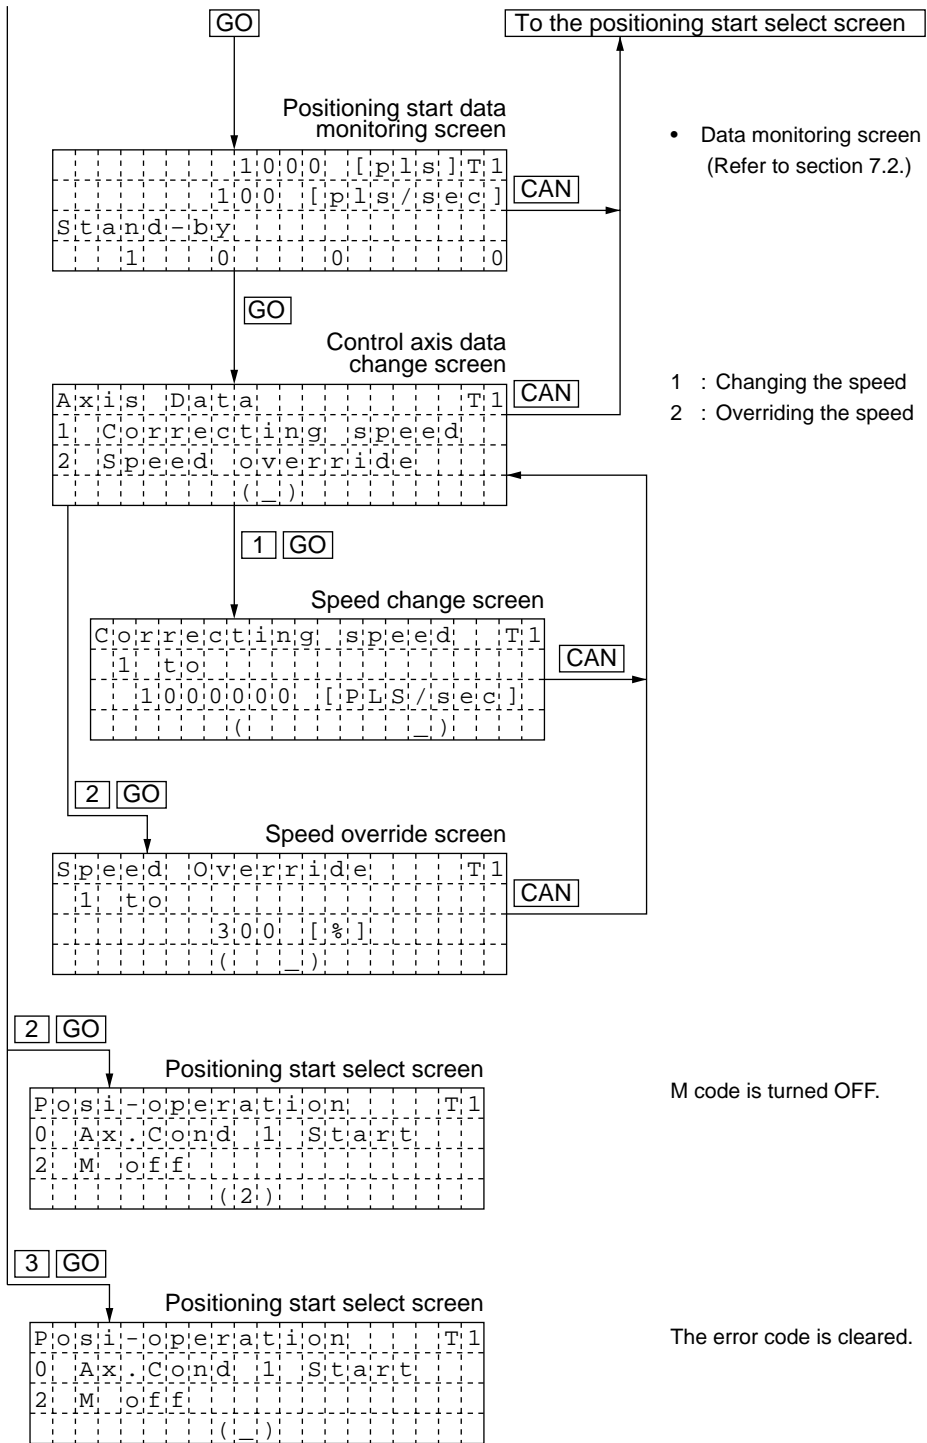 GO
To the positioning start select screen
Positioning start data
monitoring screen
• Data monitoring screen
(Refer to section 7.2.)
1000 [pls]T1
100 [pls/sec]
Stand-by
1 0 0 0
CAN
GO
Control axis data
change screen
Axis Data T1
1 Correcting speed
2 Speed override
(_)
CAN
1 : Changing the speed
2 : Overriding the speed
1 GO
Speed change screen
Correcting speed T1
1 to
1000000 [PLS/sec]
( _)
CAN
2 GO
Speed override screen
Speed Override T1
1 to
300 [%]
( _)
CAN
2 GO
Positioning start select screen
Posi-operation T1
0 Ax.Cond 1 Start
2 M off
(2)
M code is turned OFF.
3 GO
Positioning start select screen
Posi-operation T1
0 Ax.Cond 1 Start
2 M off
(_)
The error code is cleared.